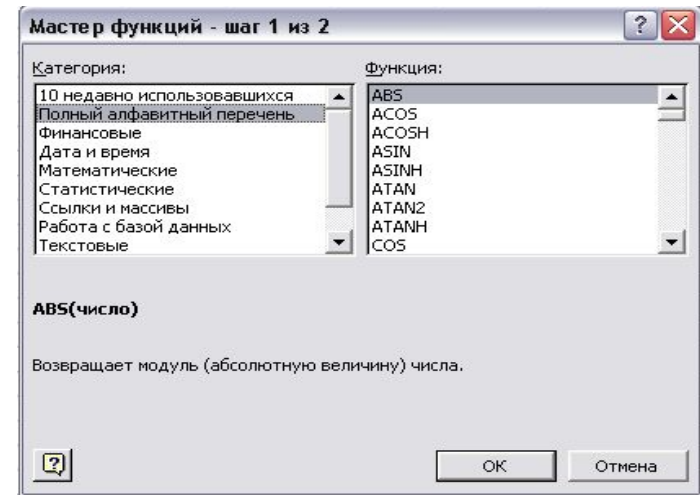 Мастер функций - шаг 1 из 2
Категория:
10 недавно использовавшихся
Полный алфавитный перечень
Финансовые
Дата и время
Математические
Статистические
Ссылки и массивы
Работа с базой данных
Текстовые
Функция:
ABS
ACOS
ACOSH
ASIN
ASINH
ATAN
ATAN2
ATANH
COS
ABS(число)
Возвращает модуль (абсолютную величину) числа.
OK
Отмена